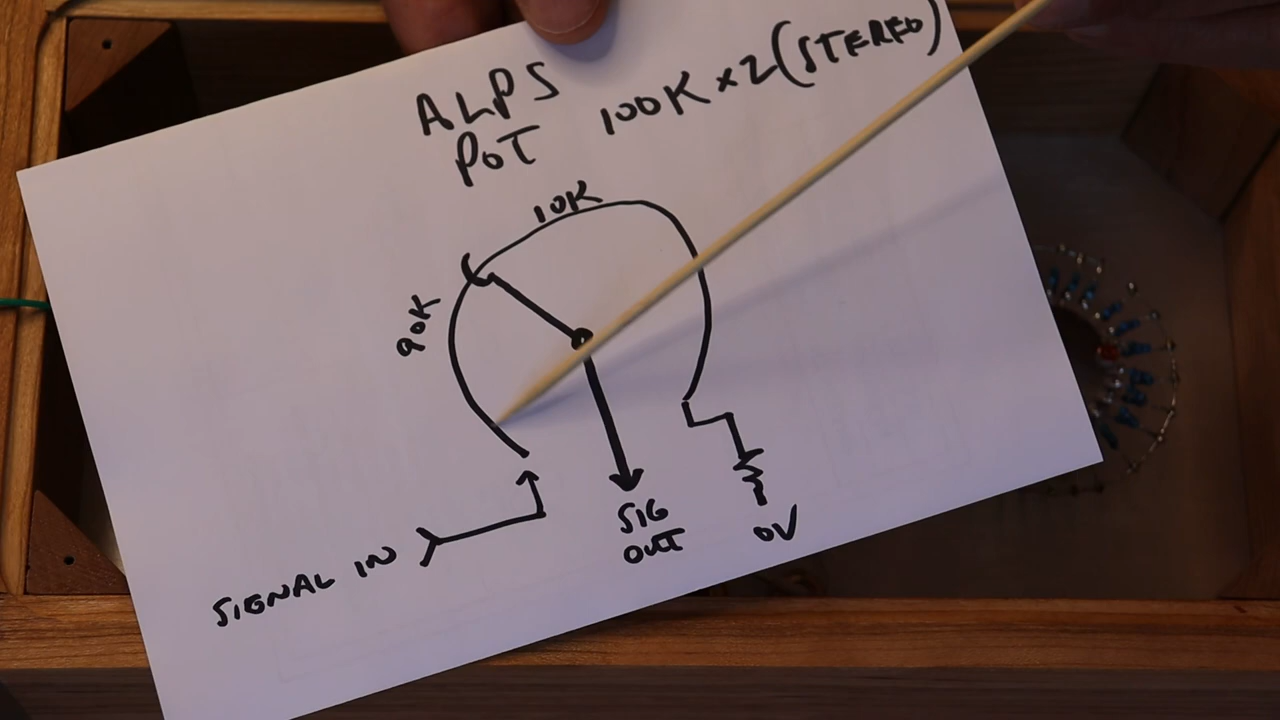 ALPS
POT 100K x 2 (STEREO)
10K
90K
SIGNAL IN
SIG
OUT
0V